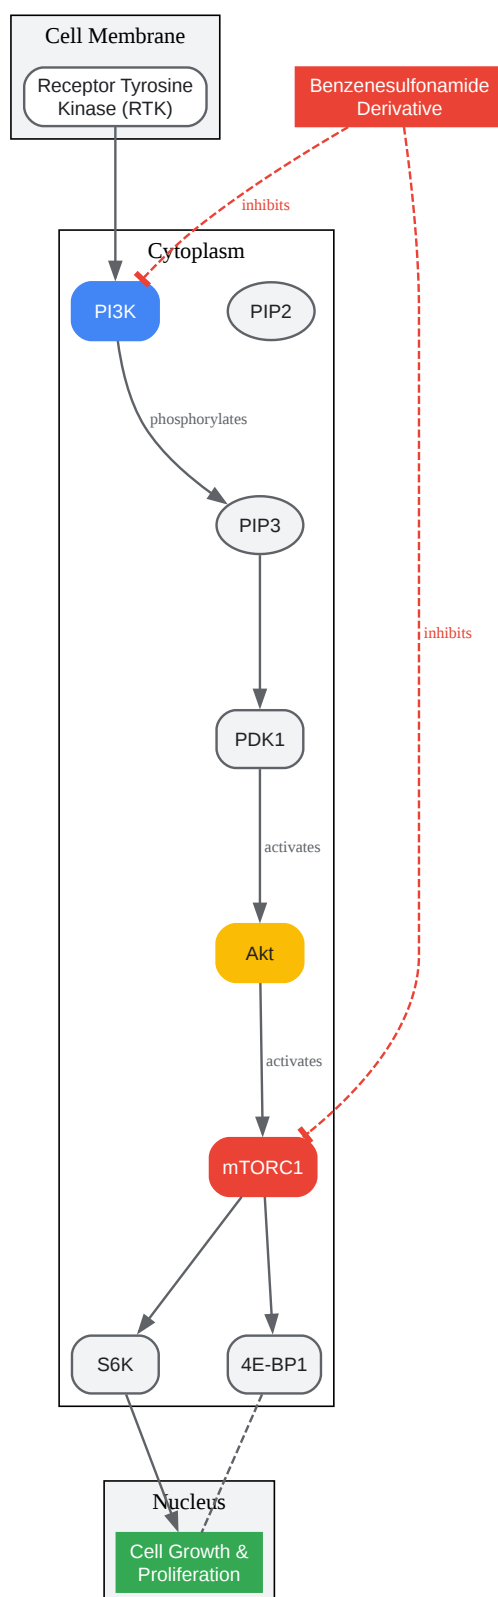 Cell Membrane
Receptor Tyrosine
Kinase (RTK)
Benzenesulfonamide
Derivative
inhibits
Cytoplasm
PI3K
PIP2
phosphorylates
PIP3
inhibits
PDK1
activates
Akt
activates
mTORC1
S6K
4E-BP1
Nucleus
Cell Growth &
Proliferation